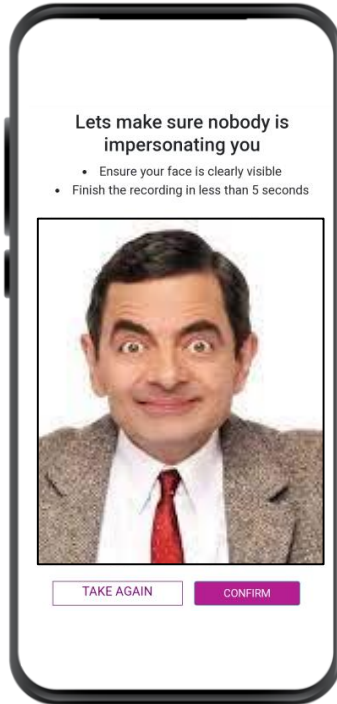 Lets make sure nobody is
impersonating you
• Ensure your face is clearly visible
• Finish the recording in less than 5 seconds
TAKE AGAIN
CONFIRM